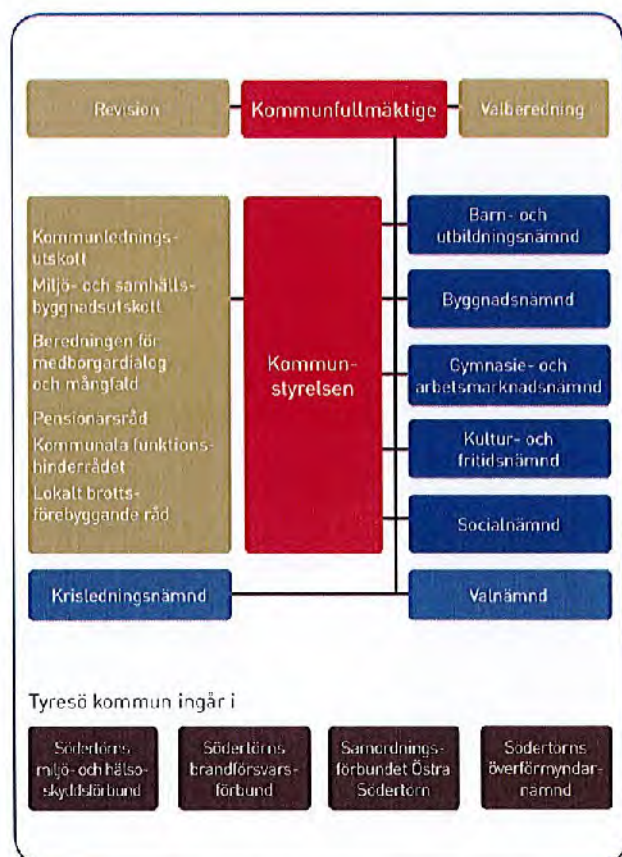 Revision
Kommunfullmäktige
Valberedning
Kommunlednings-
utskott
Miljö- och samhälls-
byggnadsutskott
Beredningen för
medborgardialog
och mångfald
Pensionärsråd
Kommunala funktions-
hinderrådet
Lokalt brotts-
förebyggande råd
Kommun-
styrelsen
Barn- och
utbildningsnämnd
Byggnadsnämnd
Gymnasie- och
arbetsmarknadsnämnd
Kultur- och
fritidsnämnd
Socialnämnd
Krisledningsnämnd
Valnämnd
Tyresö kommun ingår i
Södertörns
miljö- och hälso-
skyddsförbund
Södertörns
brandförsvars-
förbund
Samordnings-
förbundet Östra
Södertörn
Södertörns
överförmyndar-
nämnd